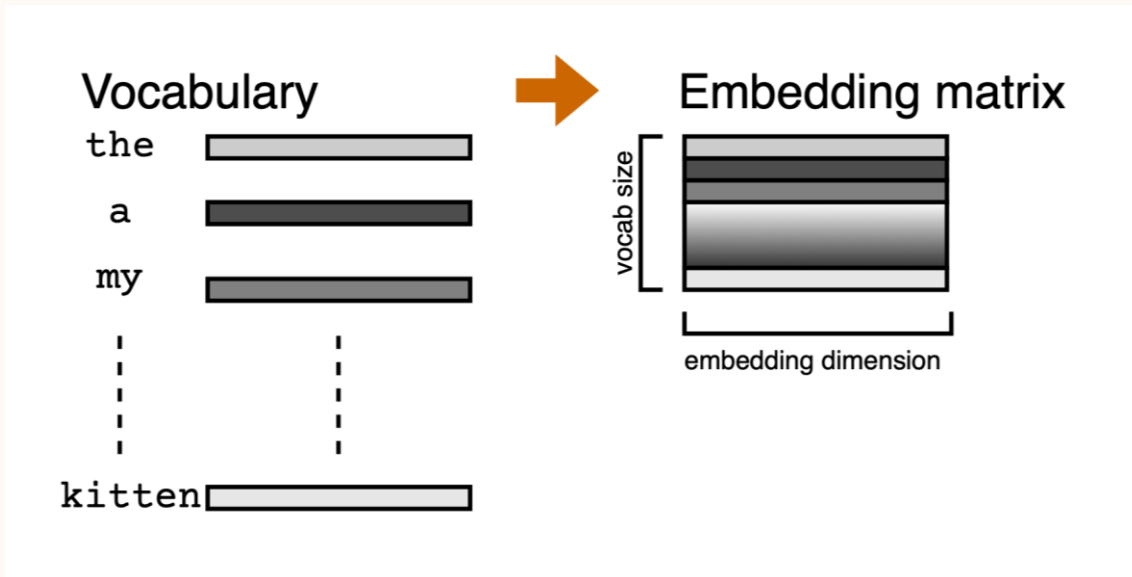 Vocabulary
the
a
my
kitten
Embedding matrix
vocab size
embedding dimension